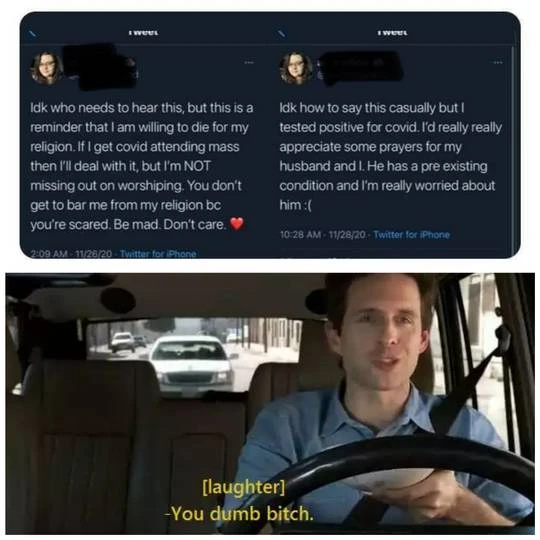 Tweet
Idk who needs to hear this, but this is a
reminder that I am willing to die for my
religion. If I get covid attending mass
then I'll deal with it, but I'm NOT
missing out on worshiping. You don't
get to bar me from my religion bc
you're scared. Be mad. Don't care. ❤️
2:09 AM · 11/26/20 · Twitter for iPhone
Tweet
Idk how to say this casually but I
tested positive for covid. I'd really really
appreciate some prayers for my
husband and I. He has a pre existing
condition and I'm really worried about
him :(
10:28 AM · 11/28/20 · Twitter for iPhone
[laughter]
-You dumb bitch.